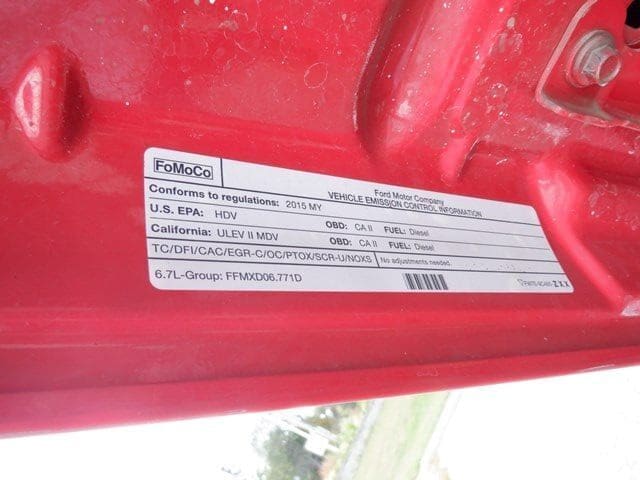 FoMoCo
Ford Motor Company
VEHICLE EMISSION CONTROL INFORMATION
Conforms to regulations: 2015 MY
U.S. EPA: HDV OBD: CA II FUEL: Diesel
California: ULEV II MDV OBD: CA II FUEL: Diesel
TC/DFI/CAC/EGR-C/OC/PTOX/SCR-U/NOXS No adjustments needed.
6.7L-Group: FFMXD06.771D
ZXX